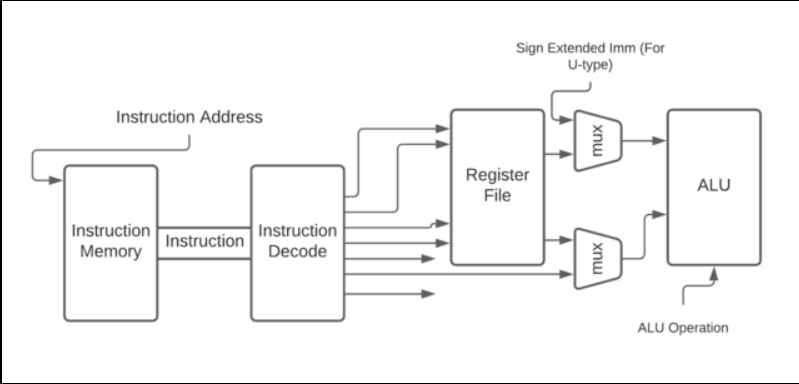 Sign Extended Imm (For
U-type)
Instruction Address
mux
Register
File
ALU
Instruction
Memory
Instruction
Instruction
Decode
mux
ALU Operation